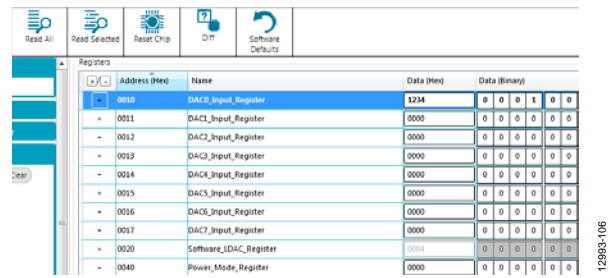 Read All Read Selected Reset Chip Diff Software Defaults
Registers
+/- Address (Hex) Name Data (Hex) Data (Binary)
- 0010 DAC0_Input_Register 1234 0 0 0 1 0 0
- 0011 DAC1_Input_Register 0000 0 0 0 0 0 0
- 0012 DAC2_Input_Register 0000 0 0 0 0 0 0
- 0013 DAC3_Input_Register 0000 0 0 0 0 0 0
Clear) - 0014 DAC4_Input_Register 0000 0 0 0 0 0 0
- 0015 DAC5_Input_Register 0000 0 0 0 0 0 0
- 0016 DAC6_Input_Register 0000 0 0 0 0 0 0
- 0017 DAC7_Input_Register 0000 0 0 0 0 0 0
- 0020 Software_LDAC_Register 0004 0 0 0 0 0 0
- 0040 Power_Mode_Register 0000 0 0 0 0 0 0
12993-106